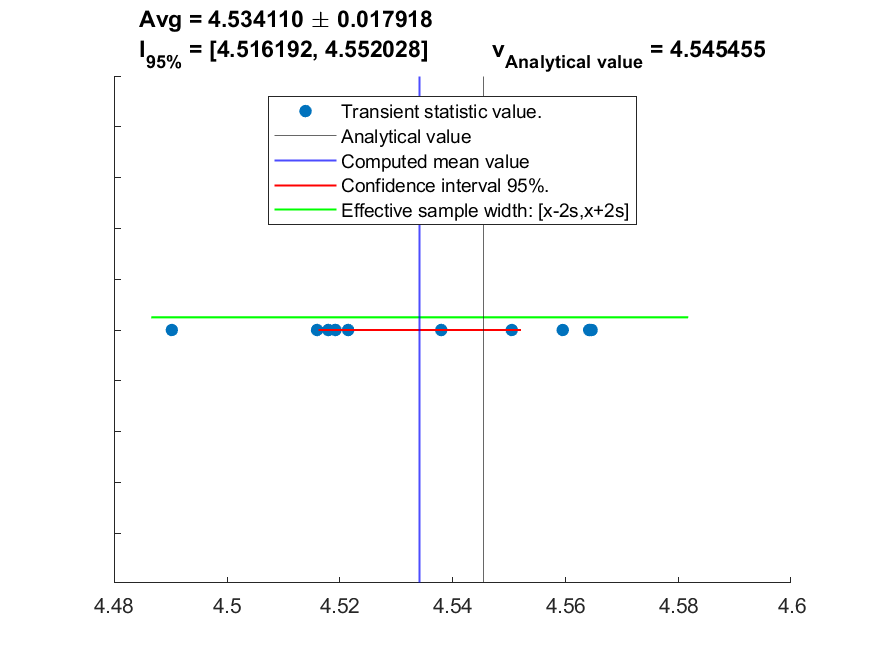 Avg = 4.534110 ± 0.017918
I95% = [4.516192, 4.552028] vAnalytical value = 4.545455
Transient statistic value.
Analytical value
Computed mean value
Confidence interval 95%.
Effective sample width: [x-2s,x+2s]
4.48 4.5 4.52 4.54 4.56 4.58 4.6